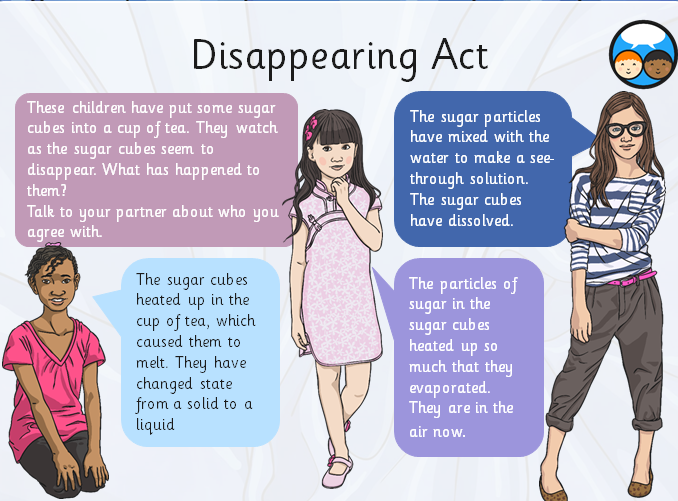 Disappearing Act
These children have put some sugar
cubes into a cup of tea. They watch
as the sugar cubes seem to
disappear. What has happened to
them?
Talk to your partner about who you
agree with.
The sugar particles
have mixed with the
water to make a see-
through solution.
The sugar cubes
have dissolved.
The sugar cubes
heated up in the
cup of tea, which
caused them to
melt. They have
changed state
from a solid to a
liquid
The particles of
sugar in the
sugar cubes
heated up so
much that they
evaporated.
They are in the
air now.